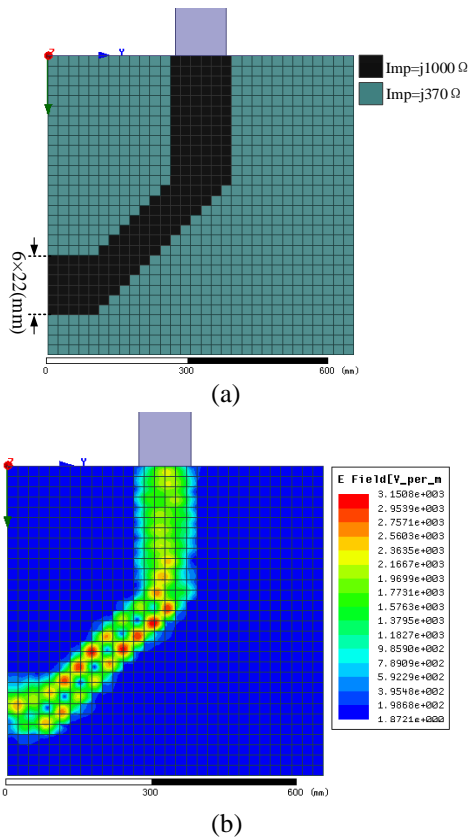 Z
Y
Imp=j1000 Ω
Imp=j370 Ω
6×22(mm)
0 300 600 (mm)
(a)
Z
Y
E Field[V_per_m
3.1508e+003
2.9539e+003
2.7571e+003
2.5603e+003
2.3635e+003
2.1667e+003
1.9699e+003
1.7731e+003
1.5763e+003
1.3795e+003
1.1827e+003
9.8590e+002
7.8909e+002
5.9229e+002
3.9548e+002
1.9868e+002
1.8721e+000
0 300 600 (mm)
(b)